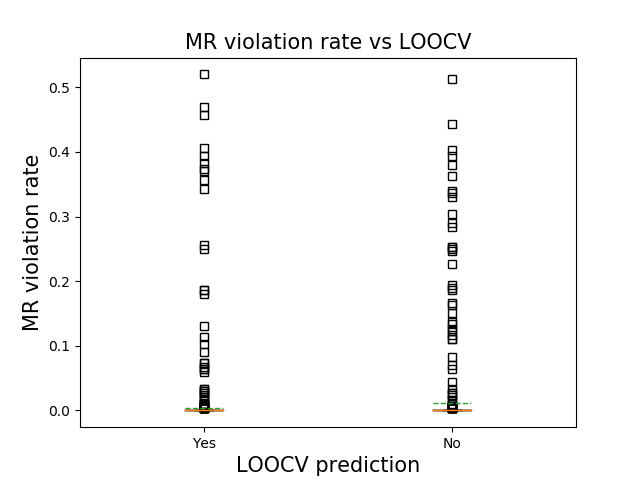 MR violation rate vs LOOCV
MR violation rate
0.5
0.4
0.3
0.2
0.1
0.0
Yes
No
LOOCV prediction